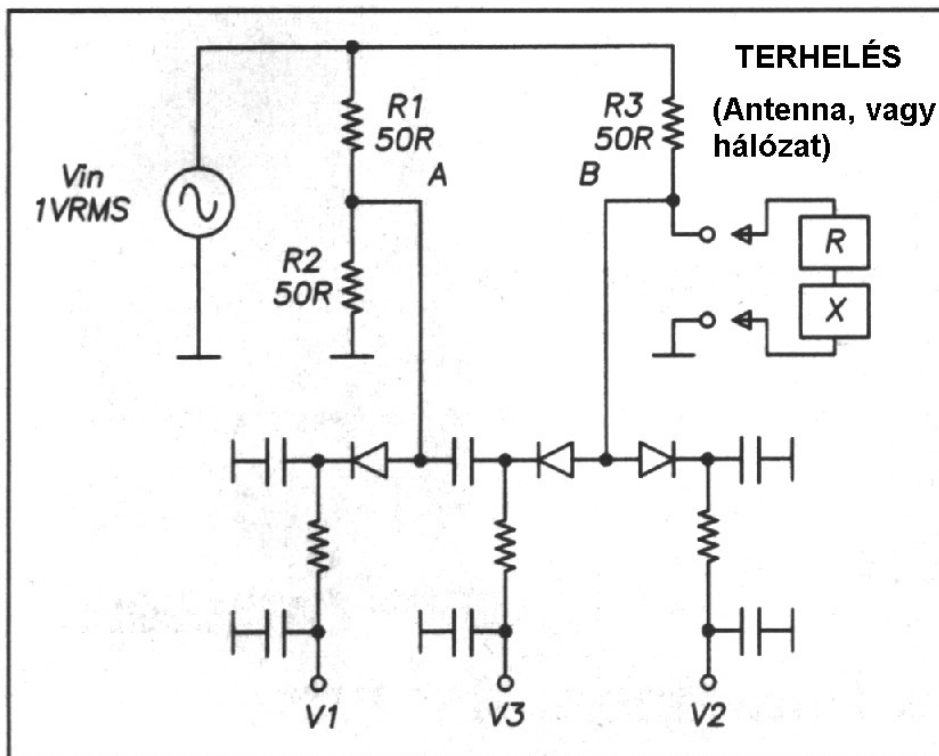 TERHELÉS
(Antenna, vagy
hálózat)
R1
50R
R3
50R
A
B
Vin
1VRMS
R2
50R
R
X
V1
V3
V2